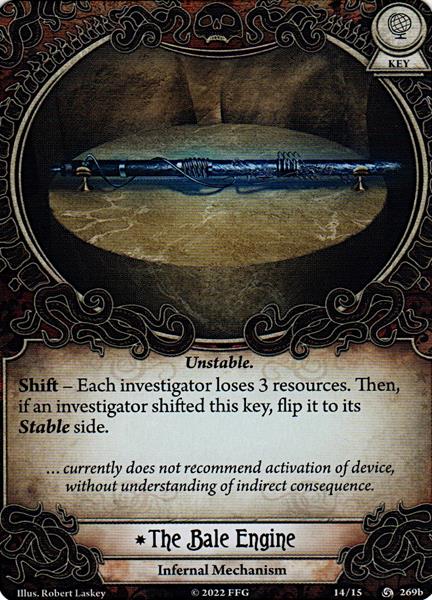 KEY
Unstable.
Shift – Each investigator loses 3 resources. Then,
if an investigator shifted this key, flip it to its
Stable side.
… currently does not recommend activation of device,
without understanding of indirect consequence.
*The Bale Engine
Infernal Mechanism
Illus. Robert Laskey © 2022 FFG 14/15 269b